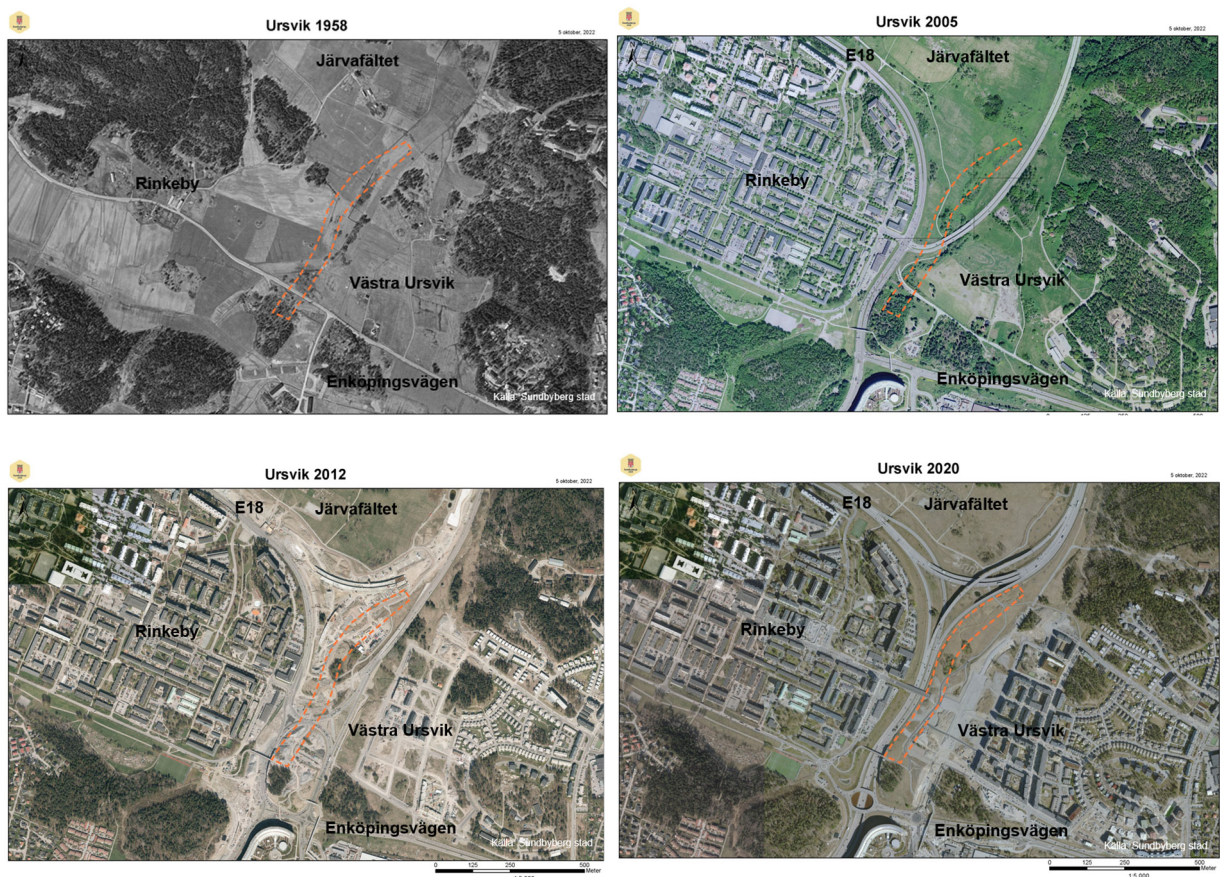 Ursvik 1958
5 oktober, 2022
Järvafältet
Rinkeby
Västra Ursvik
Enköpingsvägen
Källa: Sundbyberg stad
Ursvik 2005
5 oktober, 2022
E18
Järvafältet
Rinkeby
Västra Ursvik
Enköpingsvägen
Källa: Sundbyberg stad
Ursvik 2012
5 oktober, 2022
E18
Järvafältet
Rinkeby
Västra Ursvik
Enköpingsvägen
Källa: Sundbyberg stad
0 125 250 500
Meter
Ursvik 2020
5 oktober, 2022
E18
Järvafältet
Rinkeby
Västra Ursvik
Enköpingsvägen
Källa: Sundbyberg stad
0 125 250 500
Meter
1:5 000